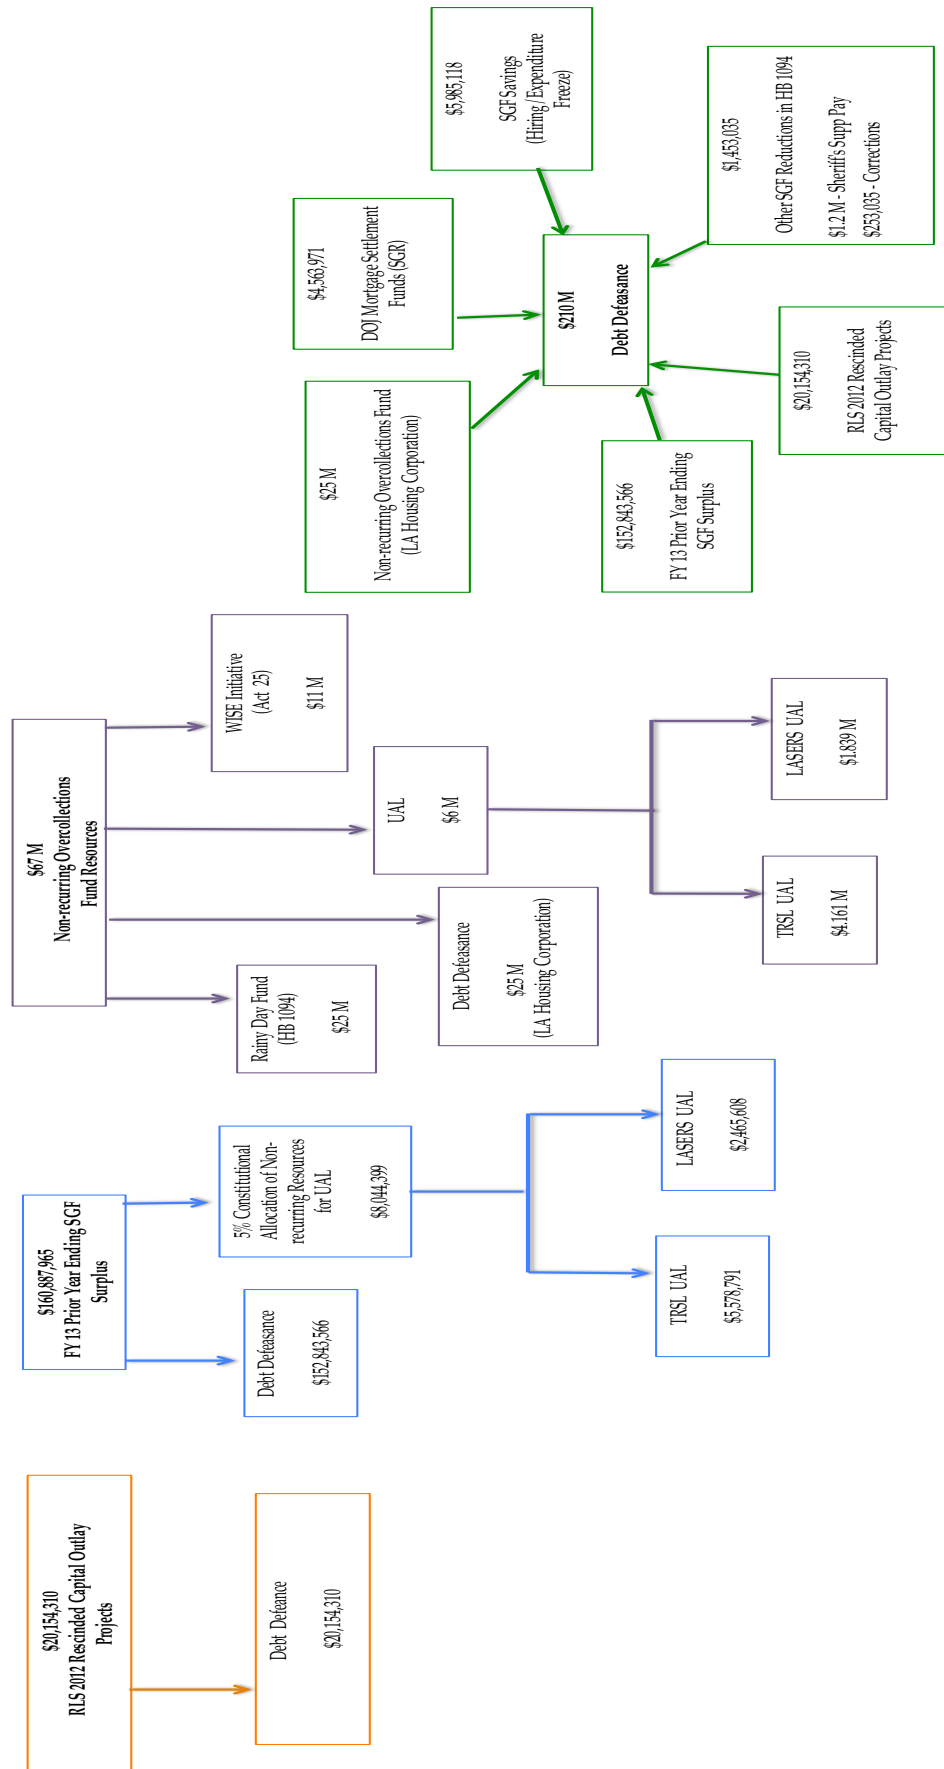 $20,154,310
RLS 2012 Rescinded Capital Outlay
Projects
Debt Defeance
$20,154,310
$160,887,965
FY 13 Prior Year Ending SGF
Surplus
Debt Defeasance
$152,843,566
5% Constitutional
Allocation of Non-
recurring Resources
for UAL
$8,044,399
TRSL UAL
$5,578,791
LASERS UAL
$2,465,608
$67 M
Non-recurring Overcollections
Fund Resources
Rainy Day Fund
(HB 1094)
$25 M
Debt Defeasance
$25 M
(LA Housing Corporation)
UAL
$6 M
WISE Initiative
(Act 25)
$11 M
TRSL UAL
$4.161 M
LASERS UAL
$1.839 M
$25 M
Non-recurring Overcollections Fund
(LA Housing Corporation)
$4,563,971
DOJ Mortgage Settlement
Funds (SGR)
$5,985,118
SGF Savings
(Hiring / Expenditure
Freeze)
$210 M
Debt Defeasance
$152,843,566
FY 13 Prior Year Ending
SGF Surplus
$20,154,310
RLS 2012 Rescinded
Capital Outlay Projects
$1,453,035
Other SGF Reductions in HB 1094
$1.2 M - Sheriff's Supp Pay
$253,035 - Corrections